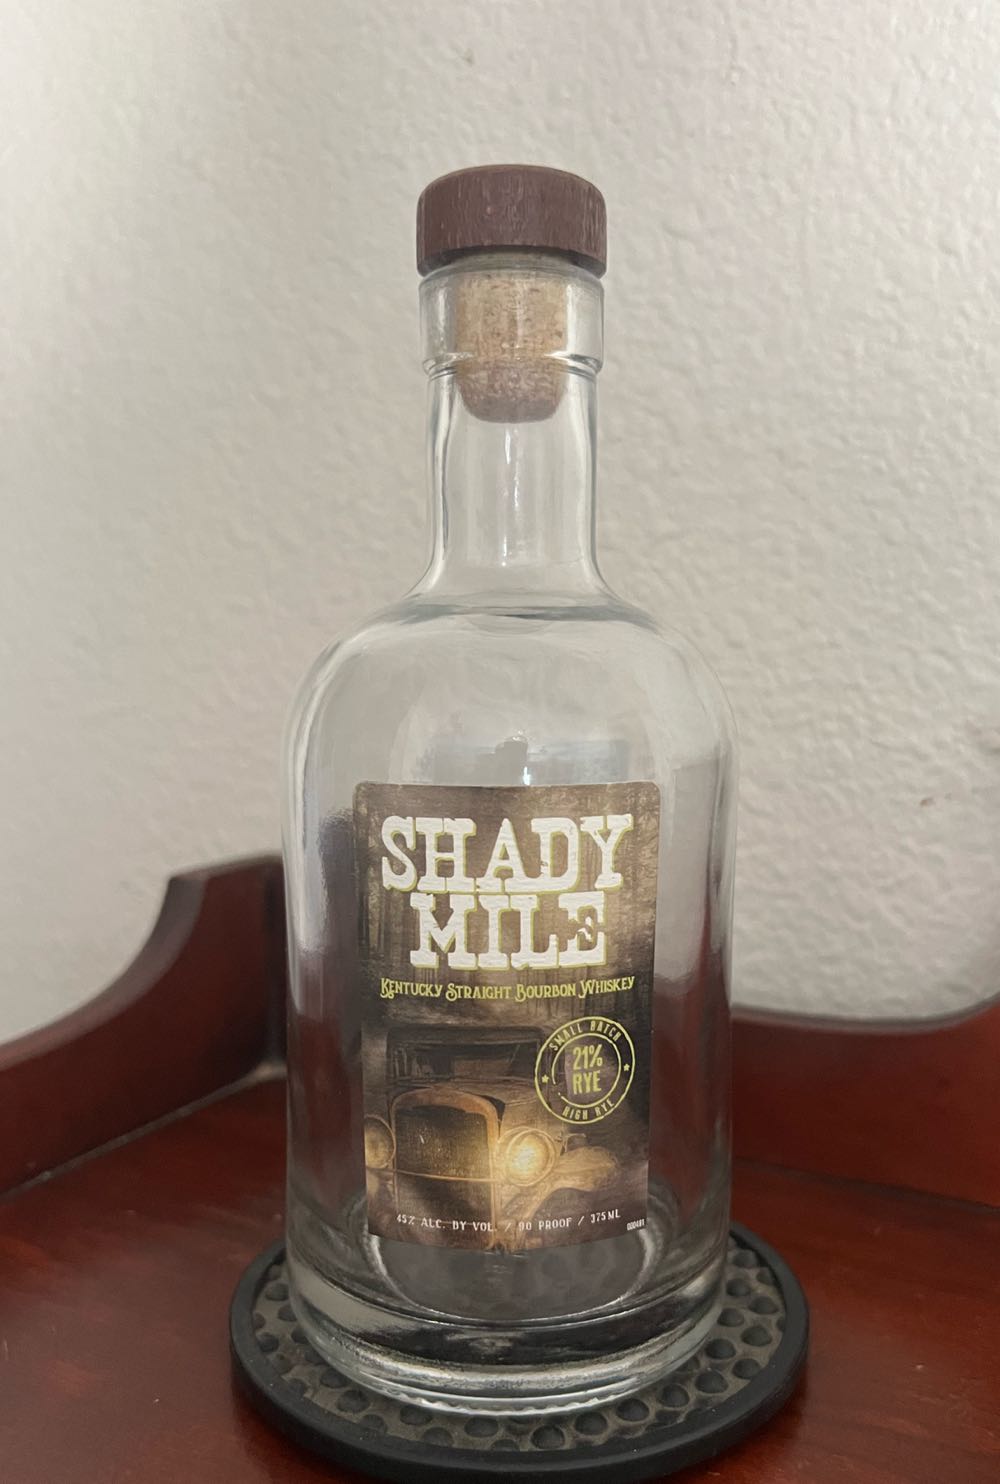 SHADY
MILE
KENTUCKY STRAIGHT BOURBON WHISKEY
SMALL BATCH
21%
RYE
HIGH RYE
45% ALC. BY VOL. / 90 PROOF / 375ML